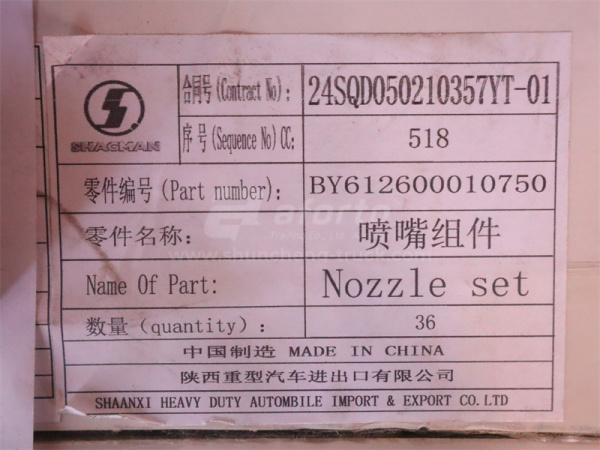 SHACMAN
合同号(Contract No): 24SQD050210357YT-01
序号(Sequence No)CC: 518
零件编号(Part number): BY612600010750
零件名称: 喷嘴组件
Name Of Part: Nozzle set
数量(quantity): 36
中国制造 MADE IN CHINA
陕西重型汽车进出口有限公司
SHAANXI HEAVY DUTY AUTOMBILE IMPORT & EXPORT CO.LTD